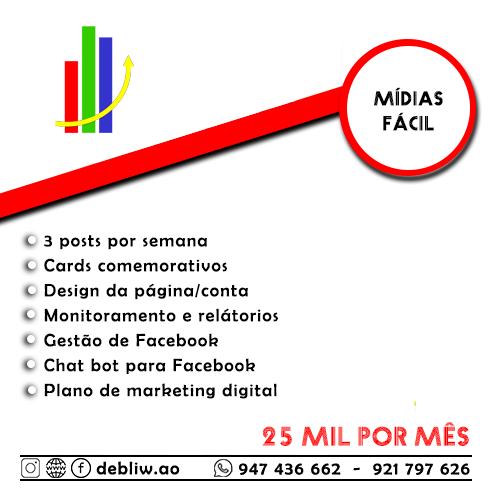 MÍDIAS
FÁCIL
3 posts por semana
Cards comemorativos
Design da página/conta
Monitoramento e relátorios
Gestão de Facebook
Chat bot para Facebook
Plano de marketing digital
25 MIL POR MÊS
debliw.ao 947 436 662 - 921 797 626